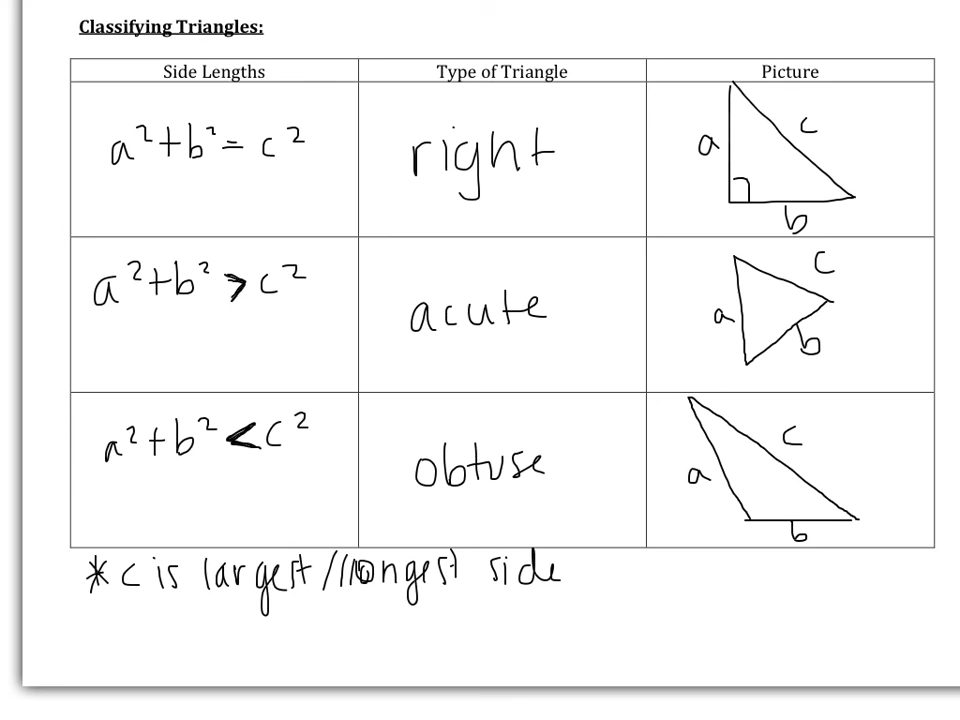 Classifying Triangles:
Side Lengths Type of Triangle Picture
a²+b²=c² right a c b
a²+b²>c² acute a c b
a²+b²<c² obtuse a c b
*c is largest/longest side